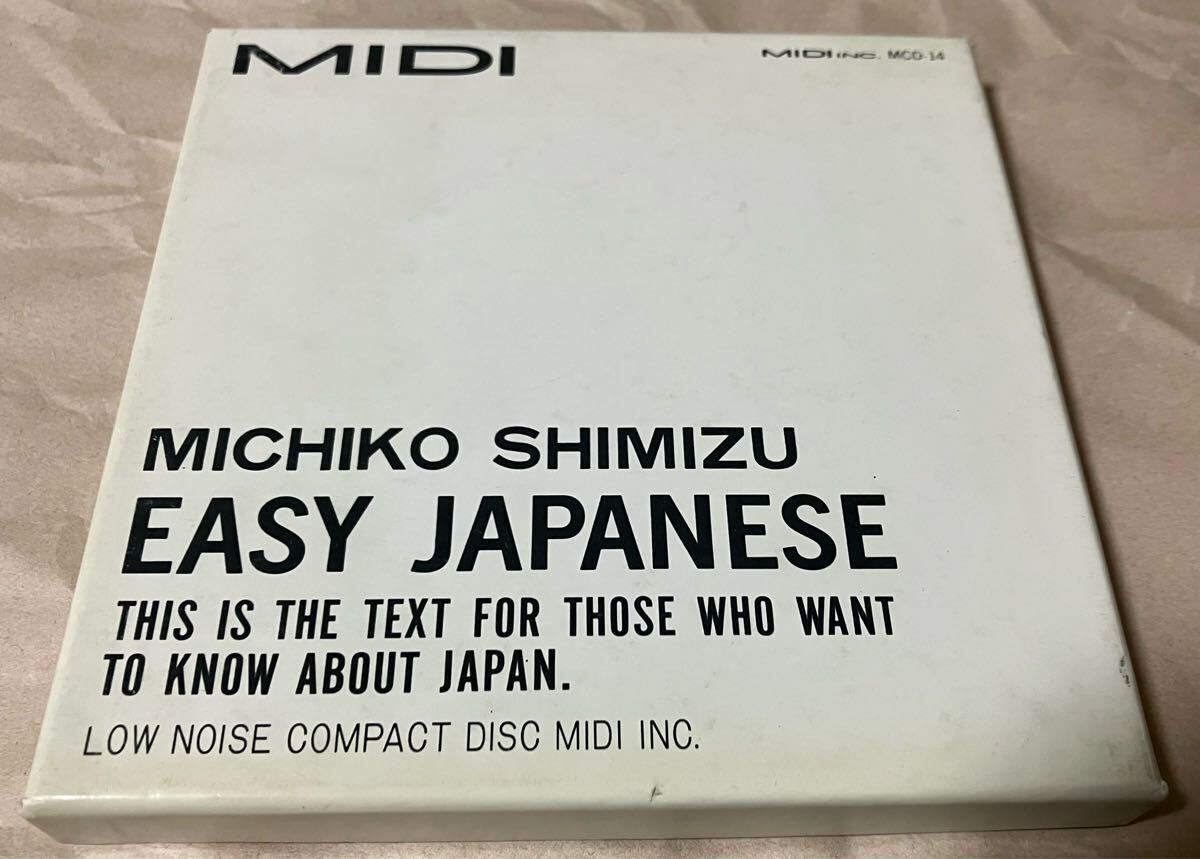 MIDI
MIDI INC. MCD-14
MICHIKO SHIMIZU
EASY JAPANESE
THIS IS THE TEXT FOR THOSE WHO WANT
TO KNOW ABOUT JAPAN.
LOW NOISE COMPACT DISC MIDI INC.